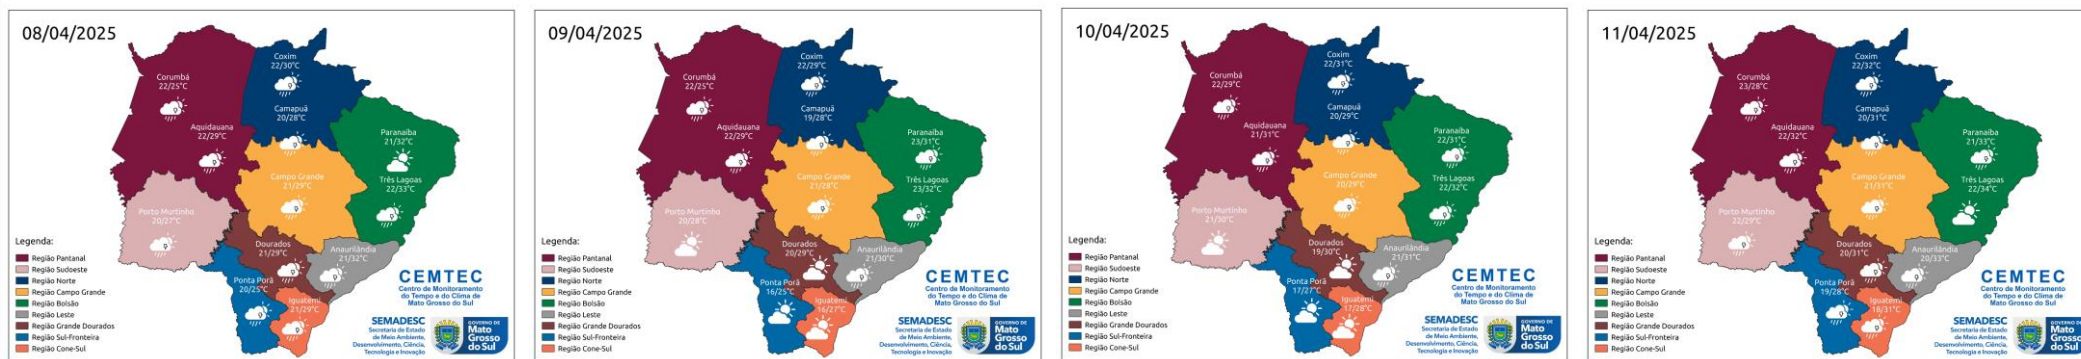 08/04/2025
Corumbá
22/25°C
Coxim
22/30°C
Camapuã
20/28°C
Aquidauana
22/29°C
Paranaíba
21/32°C
Três Lagoas
22/33°C
Campo Grande
21/29°C
Porto Murtinho
20/27°C
Dourados
21/29°C
Anaurilândia
21/32°C
Ponta Porã
20/25°C
Iguatemi
21/29°C
Legenda:
Região Pantanal
Região Sudoeste
Região Norte
Região Campo Grande
Região Bolsão
Região Leste
Região Grande Dourados
Região Sul-Fronteira
Região Cone-Sul
CEMTEC
Centro de Monitoramento
do Tempo e do Clima de
Mato Grosso do Sul
SEMADESC
Secretaria de Estado
de Meio Ambiente,
Desenvolvimento, Ciência,
Tecnologia e Inovação
GOVERNO DE
Mato
Grosso
do Sul
09/04/2025
Corumbá
22/25°C
Coxim
22/29°C
Camapuã
19/28°C
Aquidauana
22/29°C
Paranaíba
23/31°C
Três Lagoas
23/32°C
Campo Grande
21/28°C
Porto Murtinho
20/28°C
Dourados
20/29°C
Anaurilândia
21/30°C
Ponta Porã
16/25°C
Iguatemi
16/27°C
Legenda:
Região Pantanal
Região Sudoeste
Região Norte
Região Campo Grande
Região Bolsão
Região Leste
Região Grande Dourados
Região Sul-Fronteira
Região Cone-Sul
CEMTEC
Centro de Monitoramento
do Tempo e do Clima de
Mato Grosso do Sul
SEMADESC
Secretaria de Estado
de Meio Ambiente,
Desenvolvimento, Ciência,
Tecnologia e Inovação
GOVERNO DE
Mato
Grosso
do Sul
10/04/2025
Corumbá
22/29°C
Coxim
22/31°C
Camapuã
20/29°C
Aquidauana
21/31°C
Paranaíba
22/31°C
Três Lagoas
22/32°C
Campo Grande
20/29°C
Porto Murtinho
21/30°C
Dourados
19/30°C
Anaurilândia
21/31°C
Ponta Porã
17/27°C
Iguatemi
17/28°C
Legenda:
Região Pantanal
Região Sudoeste
Região Norte
Região Campo Grande
Região Bolsão
Região Leste
Região Grande Dourados
Região Sul-Fronteira
Região Cone-Sul
CEMTEC
Centro de Monitoramento
do Tempo e do Clima de
Mato Grosso do Sul
SEMADESC
Secretaria de Estado
de Meio Ambiente,
Desenvolvimento, Ciência,
Tecnologia e Inovação
GOVERNO DE
Mato
Grosso
do Sul
11/04/2025
Corumbá
23/28°C
Coxim
22/32°C
Camapuã
20/31°C
Aquidauana
22/32°C
Paranaíba
21/33°C
Três Lagoas
22/34°C
Campo Grande
21/31°C
Porto Murtinho
22/29°C
Dourados
20/31°C
Anaurilândia
20/33°C
Ponta Porã
19/28°C
Iguatemi
18/31°C
Legenda:
Região Pantanal
Região Sudoeste
Região Norte
Região Campo Grande
Região Bolsão
Região Leste
Região Grande Dourados
Região Sul-Fronteira
Região Cone-Sul
CEMTEC
Centro de Monitoramento
do Tempo e do Clima de
Mato Grosso do Sul
SEMADESC
Secretaria de Estado
de Meio Ambiente,
Desenvolvimento, Ciência,
Tecnologia e Inovação
GOVERNO DE
Mato
Grosso
do Sul